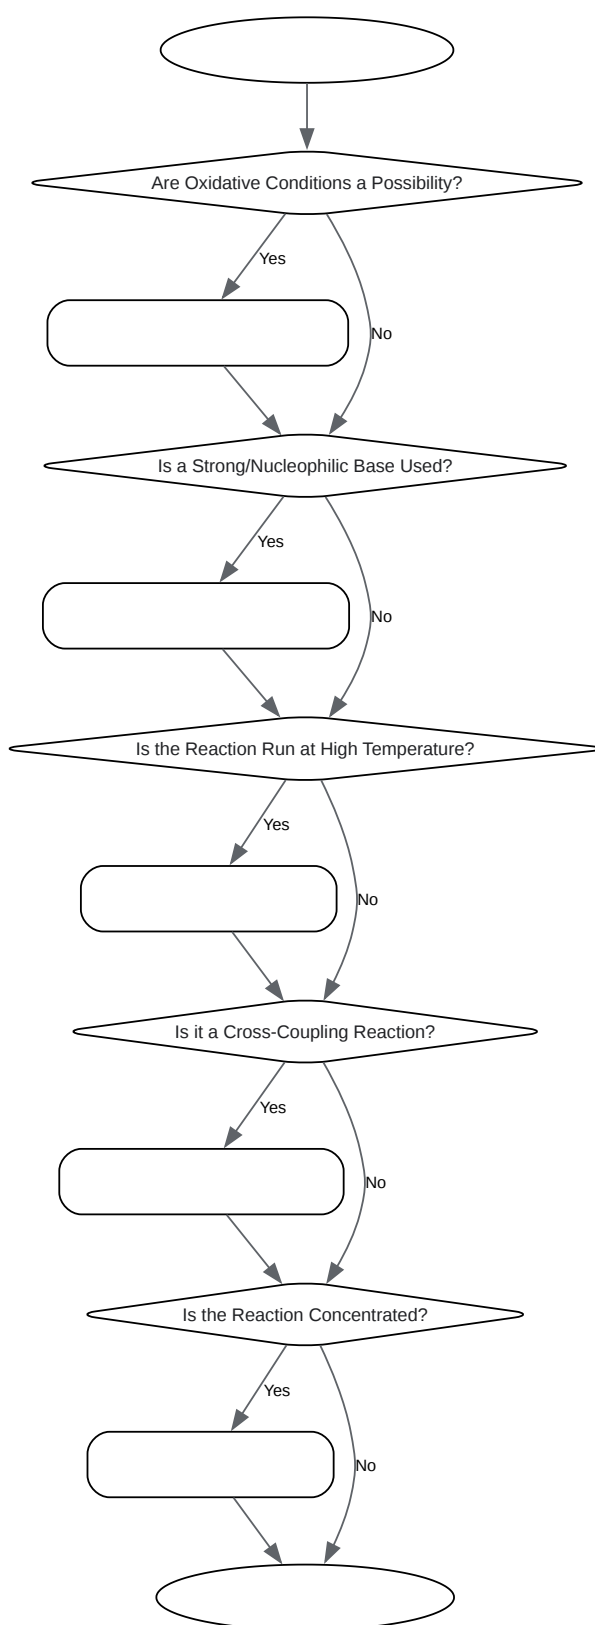 Are Oxidative Conditions a Possibility?
Yes
No
Is a Strong/Nucleophilic Base Used?
Yes
No
Is the Reaction Run at High Temperature?
Yes
No
Is it a Cross-Coupling Reaction?
Yes
No
Is the Reaction Concentrated?
Yes
No